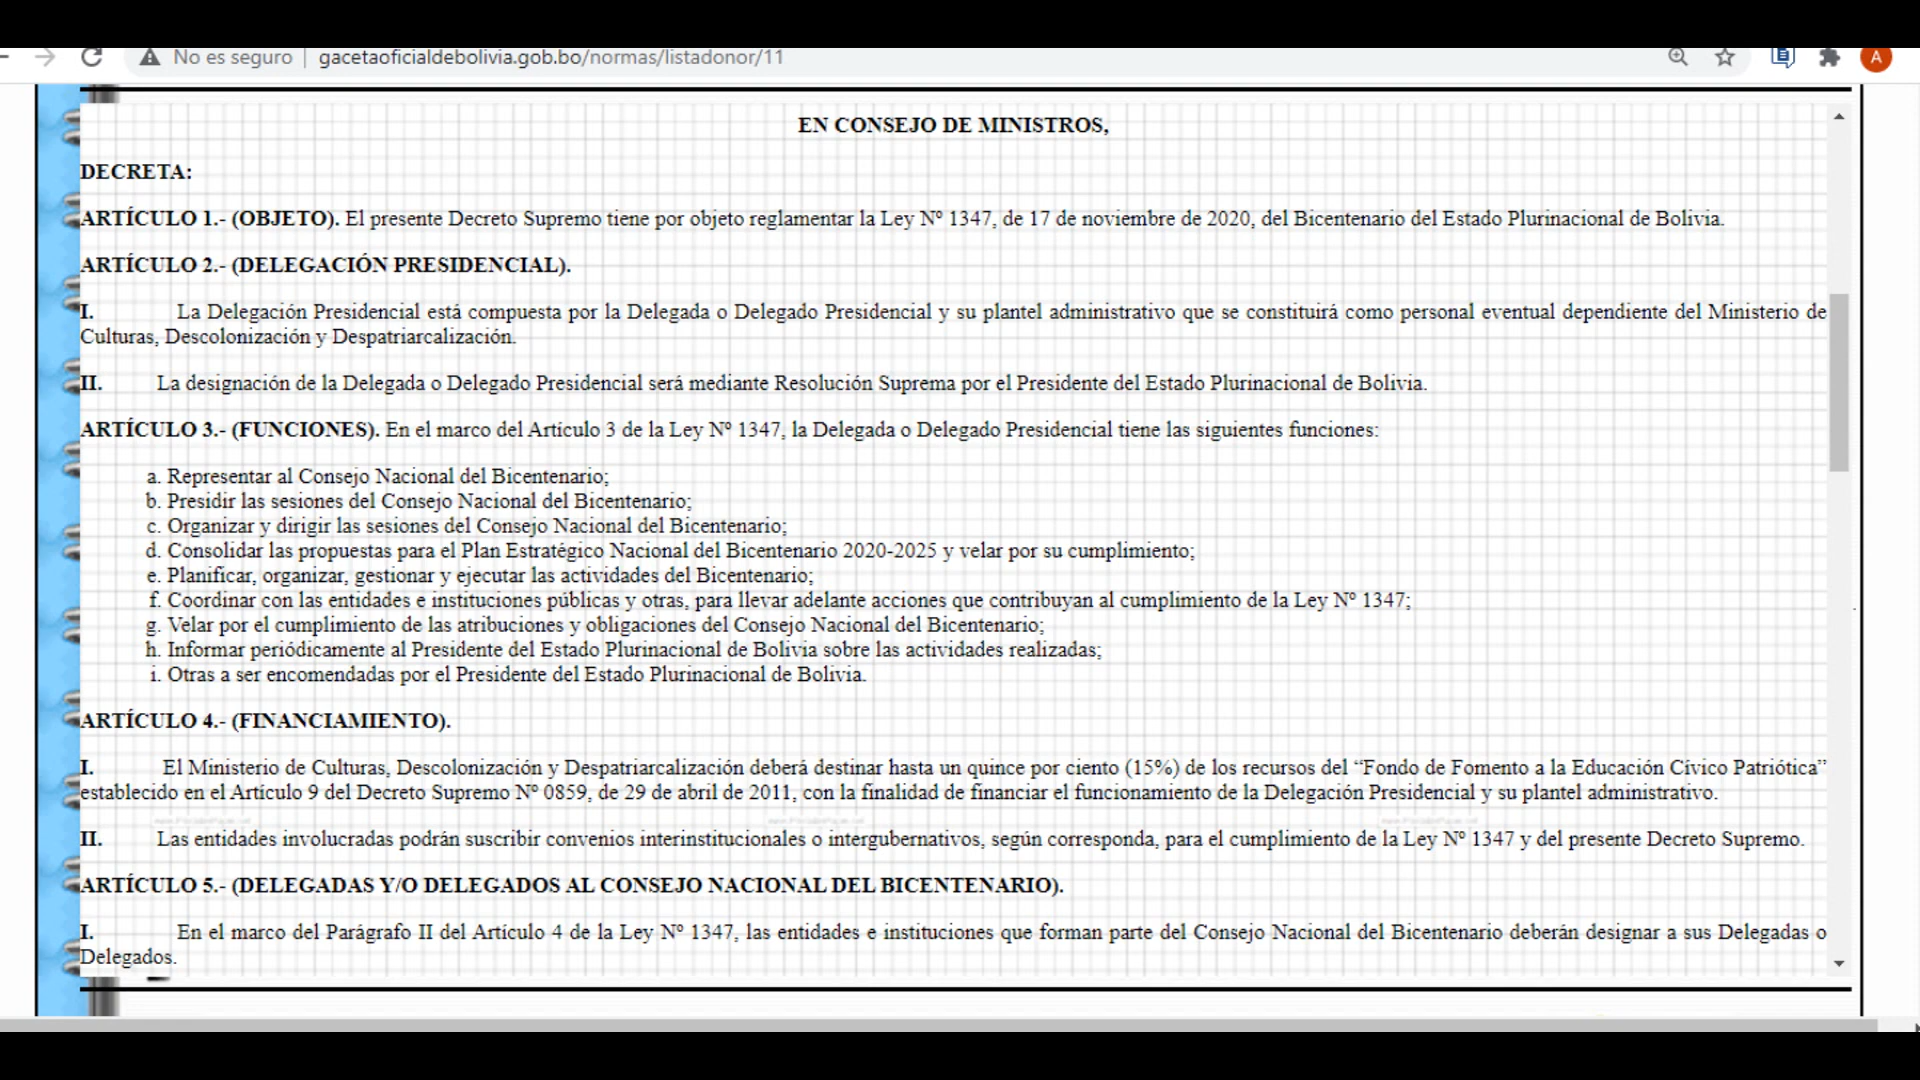 No es seguro | gacetaoficialdebolivia.gob.bo/normas/listadonor/11
A
EN CONSEJO DE MINISTROS,
DECRETA:
ARTÍCULO 1.- (OBJETO). El presente Decreto Supremo tiene por objeto reglamentar la Ley Nº 1347, de 17 de noviembre de 2020, del Bicentenario del Estado Plurinacional de Bolivia.
ARTÍCULO 2.- (DELEGACIÓN PRESIDENCIAL).
I. La Delegación Presidencial está compuesta por la Delegada o Delegado Presidencial y su plantel administrativo que se constituirá como personal eventual dependiente del Ministerio de
Culturas, Descolonización y Despatriarcalización.
II. La designación de la Delegada o Delegado Presidencial será mediante Resolución Suprema por el Presidente del Estado Plurinacional de Bolivia.
ARTÍCULO 3.- (FUNCIONES). En el marco del Artículo 3 de la Ley Nº 1347, la Delegada o Delegado Presidencial tiene las siguientes funciones:
a. Representar al Consejo Nacional del Bicentenario;
b. Presidir las sesiones del Consejo Nacional del Bicentenario;
c. Organizar y dirigir las sesiones del Consejo Nacional del Bicentenario;
d. Consolidar las propuestas para el Plan Estratégico Nacional del Bicentenario 2020-2025 y velar por su cumplimiento;
e. Planificar, organizar, gestionar y ejecutar las actividades del Bicentenario;
f. Coordinar con las entidades e instituciones públicas y otras, para llevar adelante acciones que contribuyan al cumplimiento de la Ley Nº 1347;
g. Velar por el cumplimiento de las atribuciones y obligaciones del Consejo Nacional del Bicentenario;
h. Informar periódicamente al Presidente del Estado Plurinacional de Bolivia sobre las actividades realizadas;
i. Otras a ser encomendadas por el Presidente del Estado Plurinacional de Bolivia.
ARTÍCULO 4.- (FINANCIAMIENTO).
I. El Ministerio de Culturas, Descolonización y Despatriarcalización deberá destinar hasta un quince por ciento (15%) de los recursos del “Fondo de Fomento a la Educación Cívico Patriótica”
establecido en el Artículo 9 del Decreto Supremo Nº 0859, de 29 de abril de 2011, con la finalidad de financiar el funcionamiento de la Delegación Presidencial y su plantel administrativo.
II. Las entidades involucradas podrán suscribir convenios interinstitucionales o intergubernativos, según corresponda, para el cumplimiento de la Ley Nº 1347 y del presente Decreto Supremo.
ARTÍCULO 5.- (DELEGADAS Y/O DELEGADOS AL CONSEJO NACIONAL DEL BICENTENARIO).
I. En el marco del Parágrafo II del Artículo 4 de la Ley Nº 1347, las entidades e instituciones que forman parte del Consejo Nacional del Bicentenario deberán designar a sus Delegadas o
Delegados.